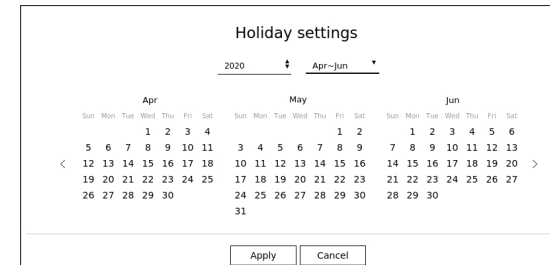 Holiday settings
2020 Apr~Jun
Apr May Jun
Sun Mon Tue Wed Thu Fri Sat Sun Mon Tue Wed Thu Fri Sat Sun Mon Tue Wed Thu Fri Sat
1 2 3 4 1 2 1 2 3 4 5 6
5 6 7 8 9 10 11 3 4 5 6 7 8 9 7 8 9 10 11 12 13
< 12 13 14 15 16 17 18 10 11 12 13 14 15 16 14 15 16 17 18 19 20 >
19 20 21 22 23 24 25 17 18 19 20 21 22 23 21 22 23 24 25 26 27
26 27 28 29 30 24 25 26 27 28 29 30 28 29 30
31
Apply Cancel